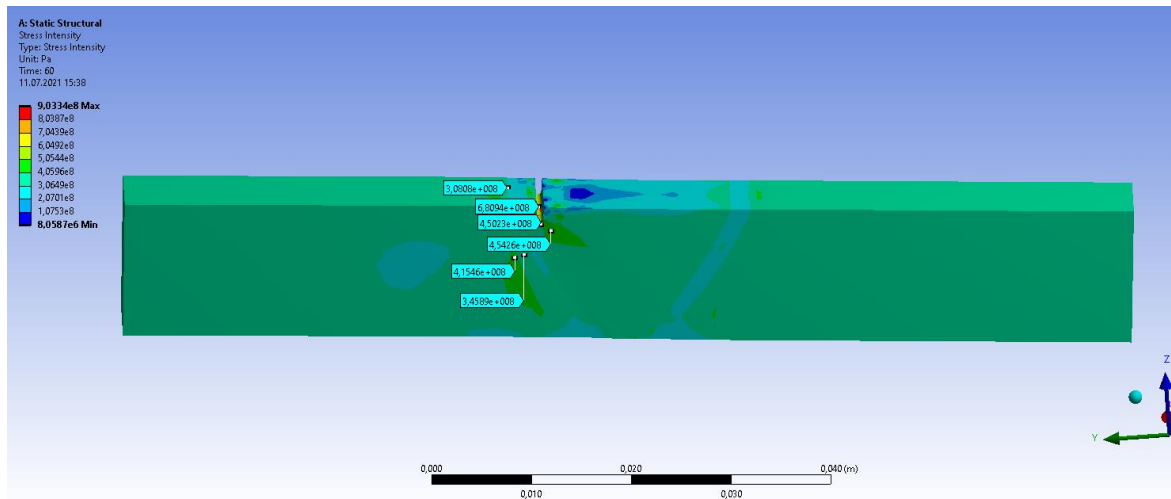 A: Static Structural
Stress Intensity
Type: Stress Intensity
Unit: Pa
Time: 60
11.07.2021 15:38
9,0334e8 Max
8,0387e8
7,0439e8
6,0492e8
5,0544e8
4,0596e8
3,0649e8
2,0701e8
1,0753e8
8,0587e6 Min
3,0808e+008
6,8094e+008
4,5023e+008
4,5426e+008
4,1546e+008
3,4589e+008
Z
Y
0,000
0,020
0,040 (m)
0,010
0,030